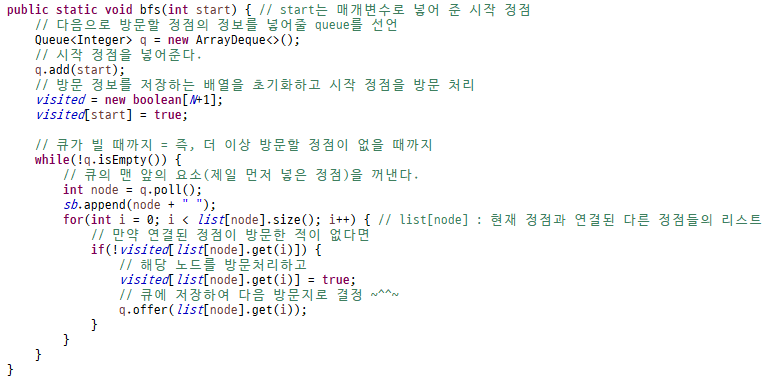 public static void bfs(int start) { // start는 매개변수로 넣어 준 시작 정점
// 다음으로 방문할 정점의 정보를 넣어줄 queue를 선언
Queue<Integer> q = new ArrayDeque<>();
// 시작 정점을 넣어준다.
q.add(start);
// 방문 정보를 저장하는 배열을 초기화하고 시작 정점을 방문 처리
visited = new boolean[N+1];
visited[start] = true;
// 큐가 빌 때까지 = 즉, 더 이상 방문할 정점이 없을 때까지
while(!q.isEmpty()) {
// 큐의 맨 앞의 요소(제일 먼저 넣은 정점)을 꺼낸다.
int node = q.poll();
sb.append(node + " ");
for(int i = 0; i < list[node].size(); i++) { // list[node] : 현재 정점과 연결된 다른 정점들의 리스트
// 만약 연결된 정점이 방문한 적이 없다면
if(!visited[list[node].get(i)]) {
// 해당 노드를 방문처리하고
visited[list[node].get(i)] = true;
// 큐에 저장하여 다음 방문지로 결정 ~^^~
q.offer(list[node].get(i));
}
}
}
}